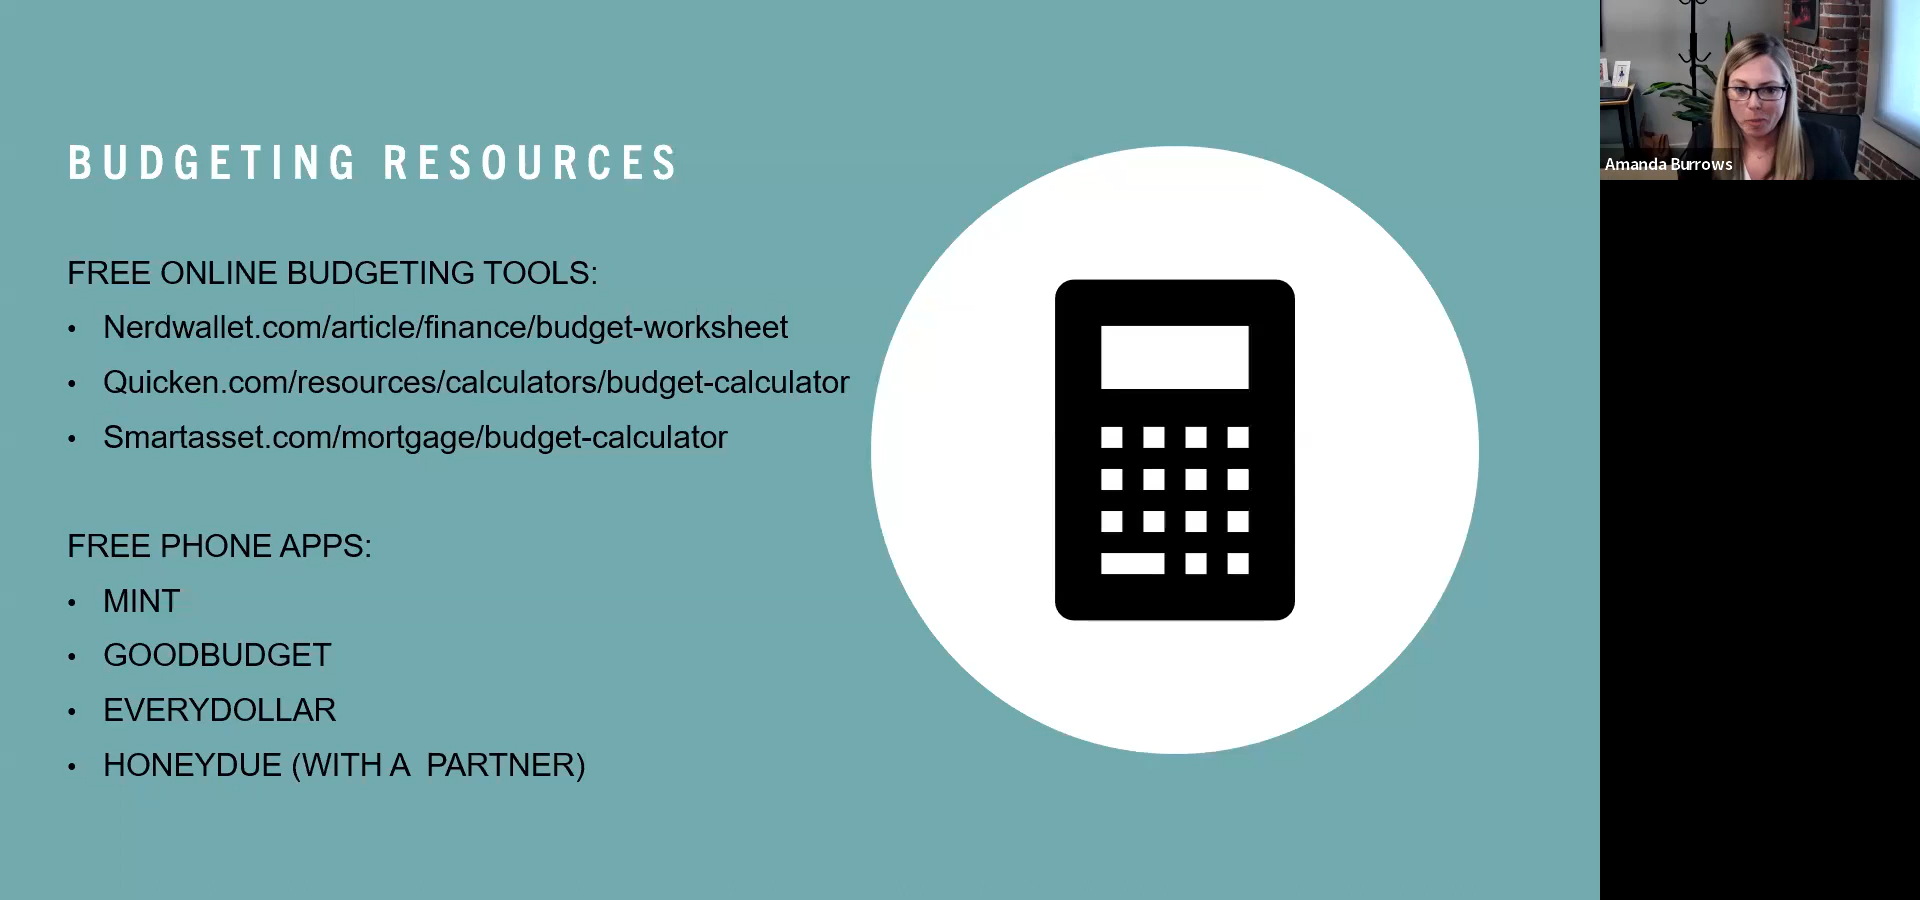 BUDGETING RESOURCES
FREE ONLINE BUDGETING TOOLS:
• Nerdwallet.com/article/finance/budget-worksheet
• Quicken.com/resources/calculators/budget-calculator
• Smartasset.com/mortgage/budget-calculator
FREE PHONE APPS:
• MINT
• GOODBUDGET
• EVERYDOLLAR
• HONEYDUE (WITH A  PARTNER)
Amanda Burrows